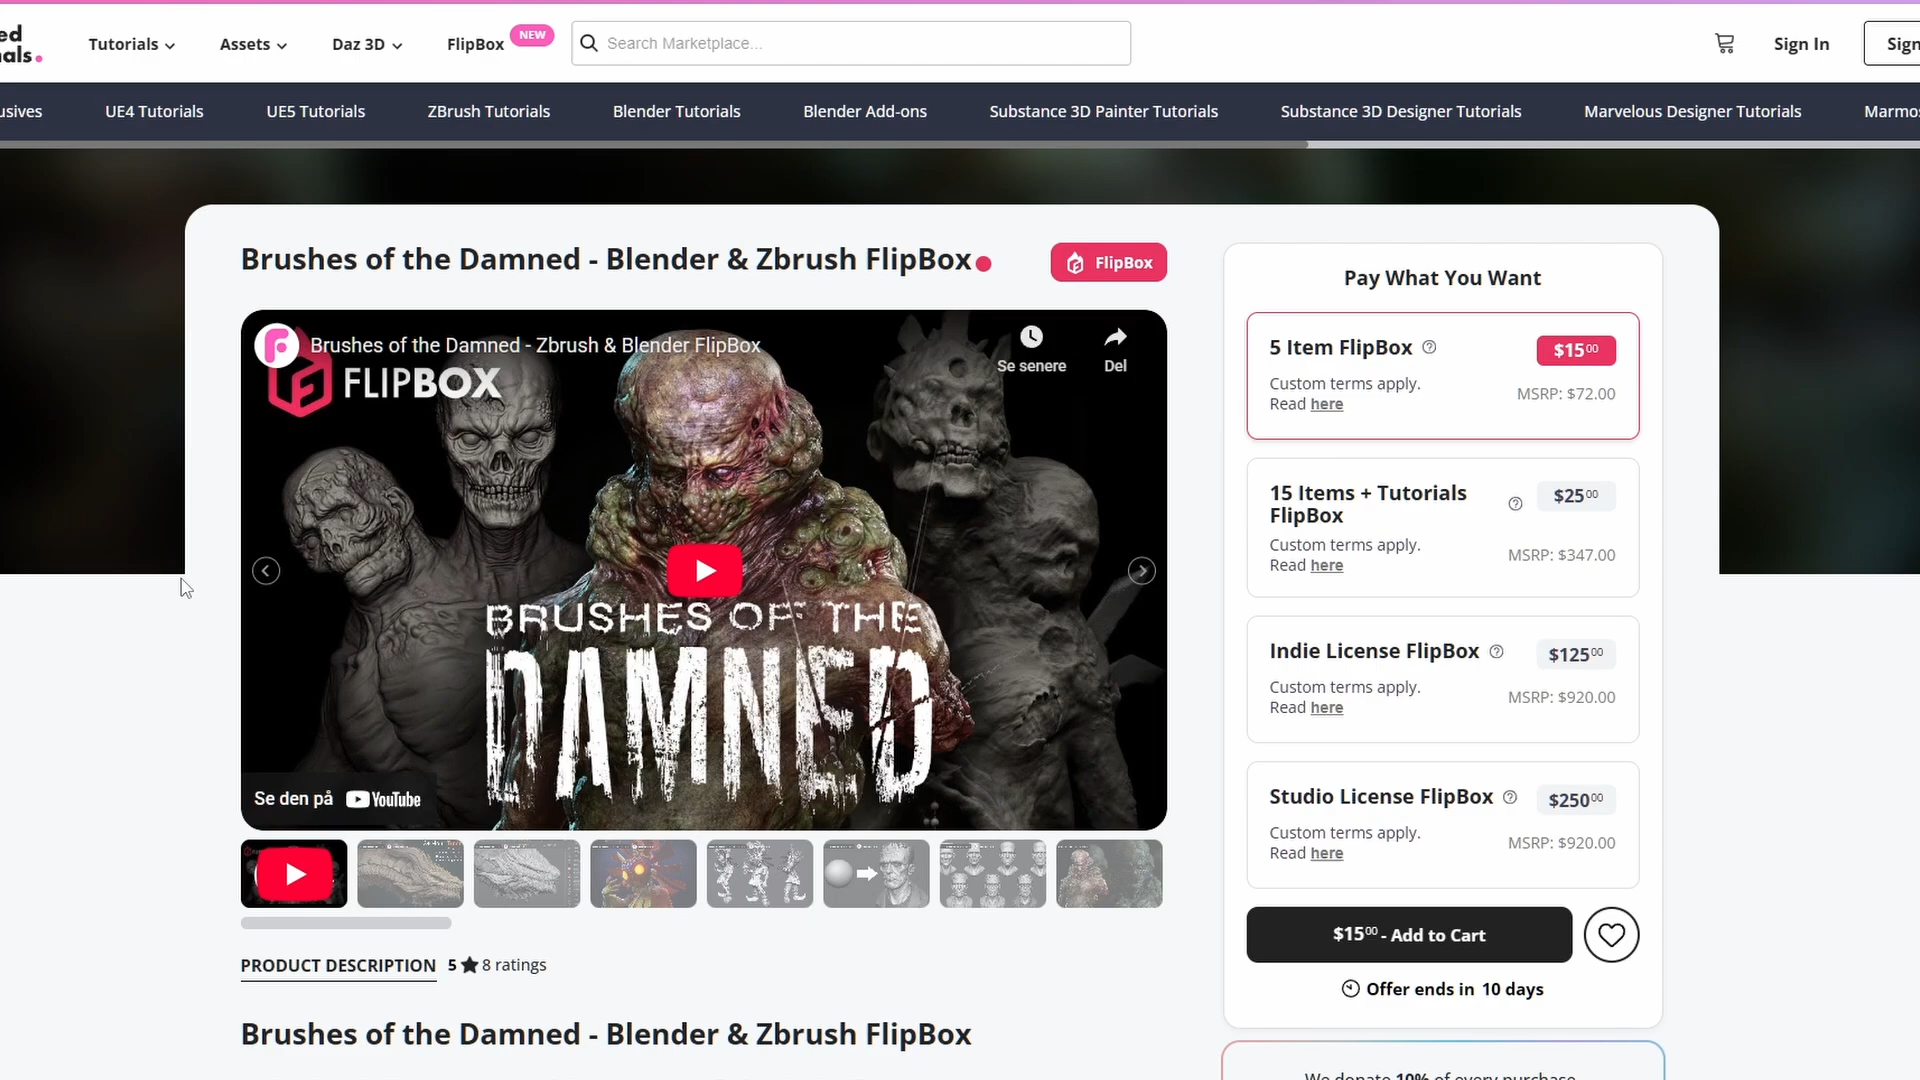 ed
als.
Tutorials
Assets
Daz 3D
FlipBox
NEW
Search Marketplace...
Sign In
Sign
usives
UE4 Tutorials
UE5 Tutorials
ZBrush Tutorials
Blender Tutorials
Blender Add-ons
Substance 3D Painter Tutorials
Substance 3D Designer Tutorials
Marvelous Designer Tutorials
Marmos
Brushes of the Damned - Blender & Zbrush FlipBox
FlipBox
Brushes of the Damned - Zbrush & Blender FlipBox
FLIPBOX
Se senere
Del
BRUSHES OF THE
DAMNED
Se den på YouTube
PRODUCT DESCRIPTION 5 ★ 8 ratings
Brushes of the Damned - Blender & Zbrush FlipBox
Pay What You Want
5 Item FlipBox
$15.00
Custom terms apply.
Read here
MSRP: $72.00
15 Items + Tutorials
FlipBox
$25.00
Custom terms apply.
Read here
MSRP: $347.00
Indie License FlipBox
$125.00
Custom terms apply.
Read here
MSRP: $920.00
Studio License FlipBox
$250.00
Custom terms apply.
Read here
MSRP: $920.00
$15.00 - Add to Cart
Offer ends in 10 days
We donate 10% of every purchase